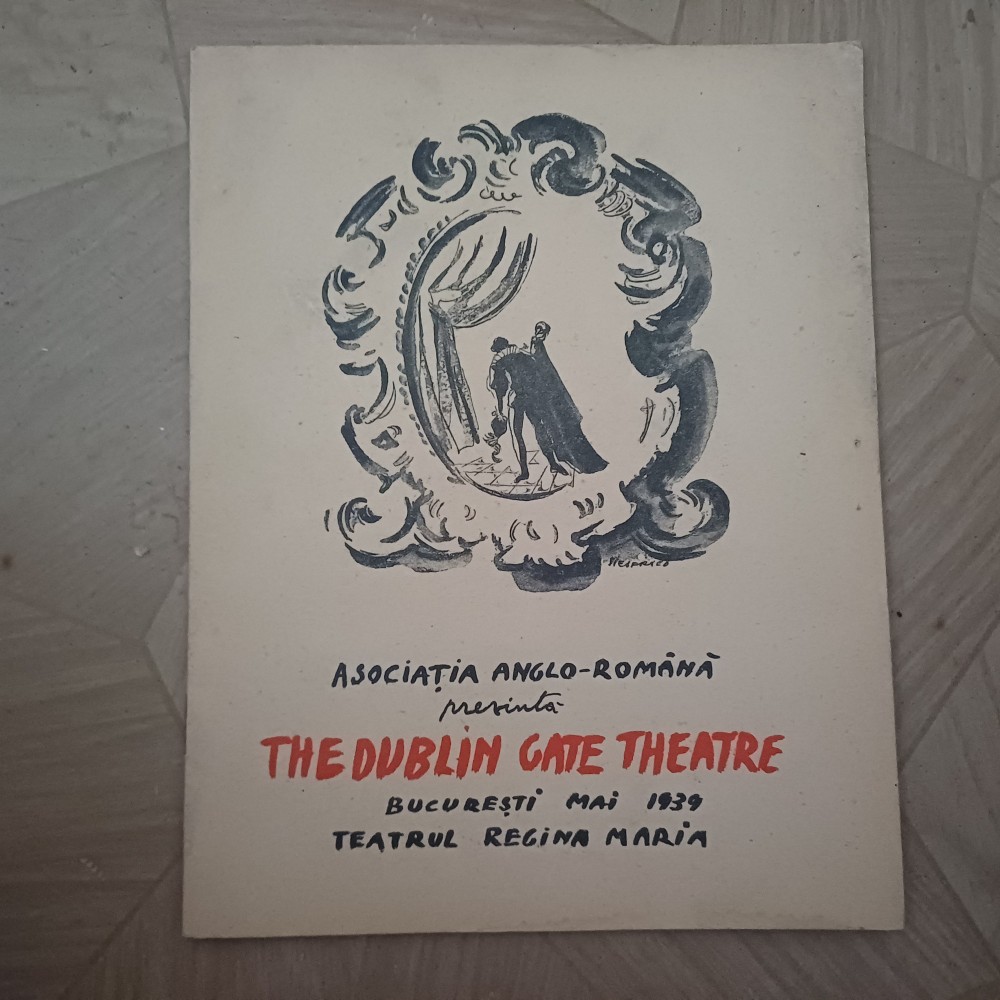 ASOCIAȚIA ANGLO-ROMÂNĂ
prezintă
THE DUBLIN GATE THEATRE
BUCUREȘTI MAI 1939
TEATRUL REGINA MARIA